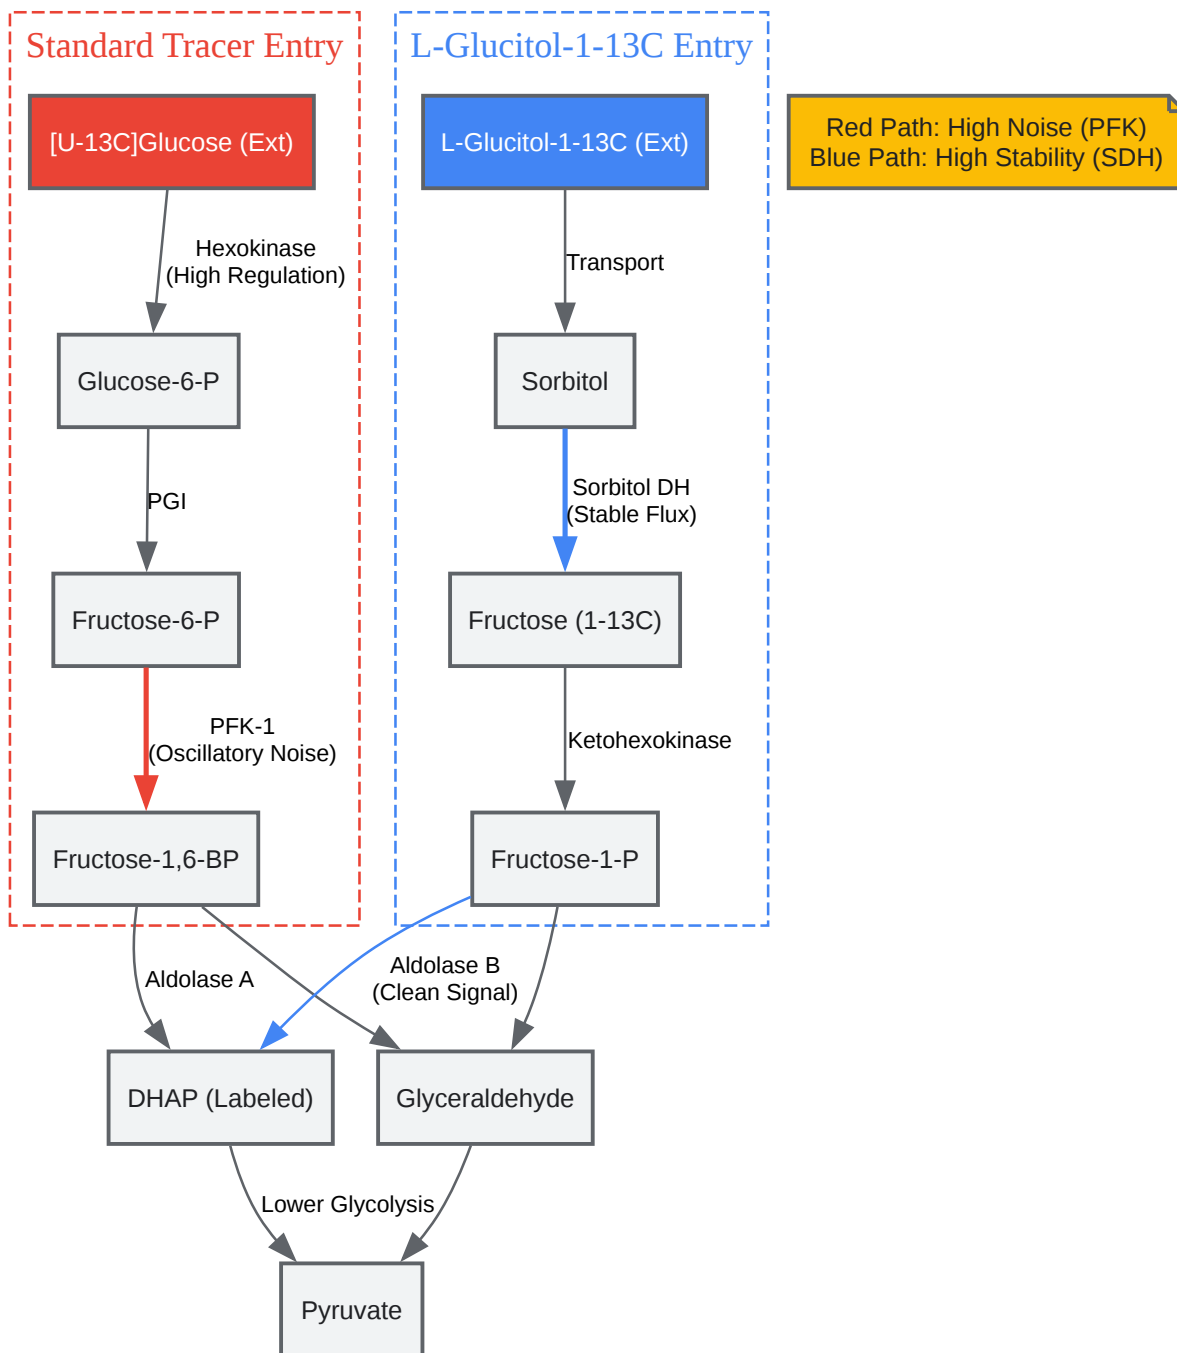 Standard Tracer Entry
L-Glucitol-1-13C Entry
[U-13C]Glucose (Ext)
L-Glucitol-1-13C (Ext)
Red Path: High Noise (PFK)
Blue Path: High Stability (SDH)
Hexokinase
(High Regulation)
Transport
Glucose-6-P
Sorbitol
PGI
Sorbitol DH
(Stable Flux)
Fructose-6-P
Fructose (1-13C)
PFK-1
(Oscillatory Noise)
Ketohexokinase
Fructose-1,6-BP
Fructose-1-P
Aldolase A
Aldolase B
(Clean Signal)
DHAP (Labeled)
Glyceraldehyde
Lower Glycolysis
Pyruvate